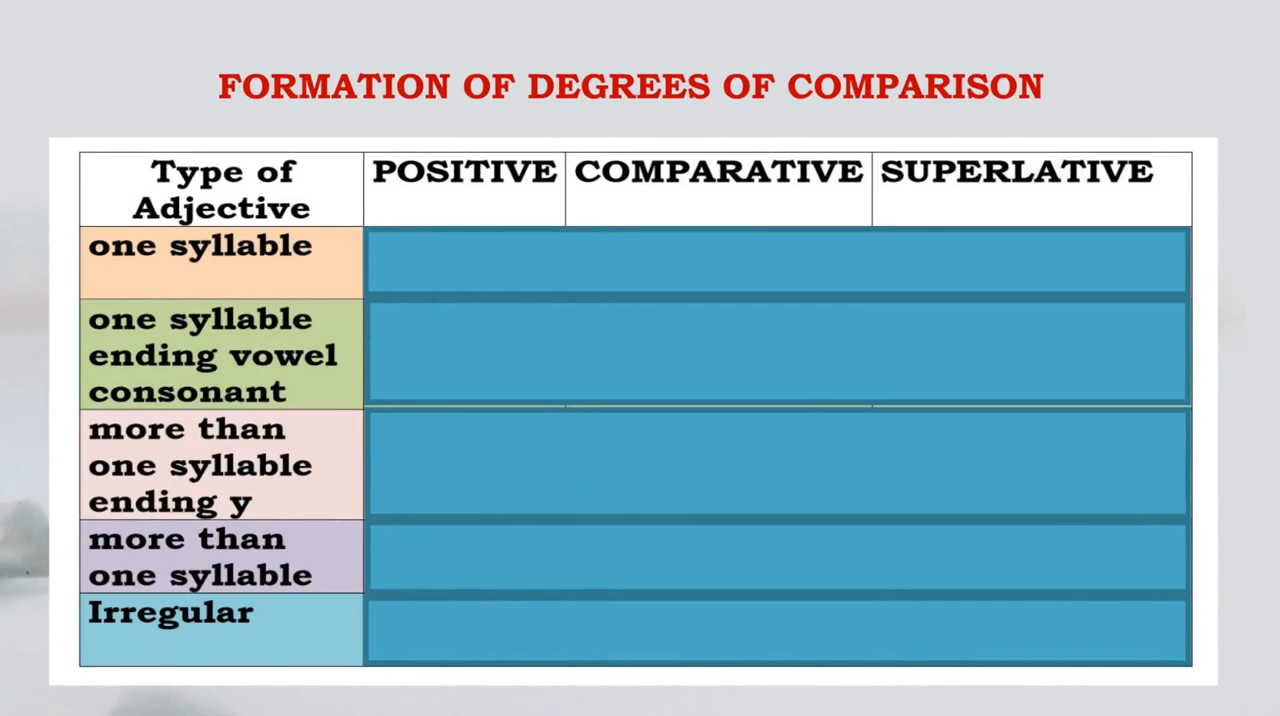 FORMATION OF DEGREES OF COMPARISON
Type of
Adjective
POSITIVE
COMPARATIVE
SUPERLATIVE
one syllable
one syllable
ending vowel
consonant
more than
one syllable
ending y
more than
one syllable
Irregular